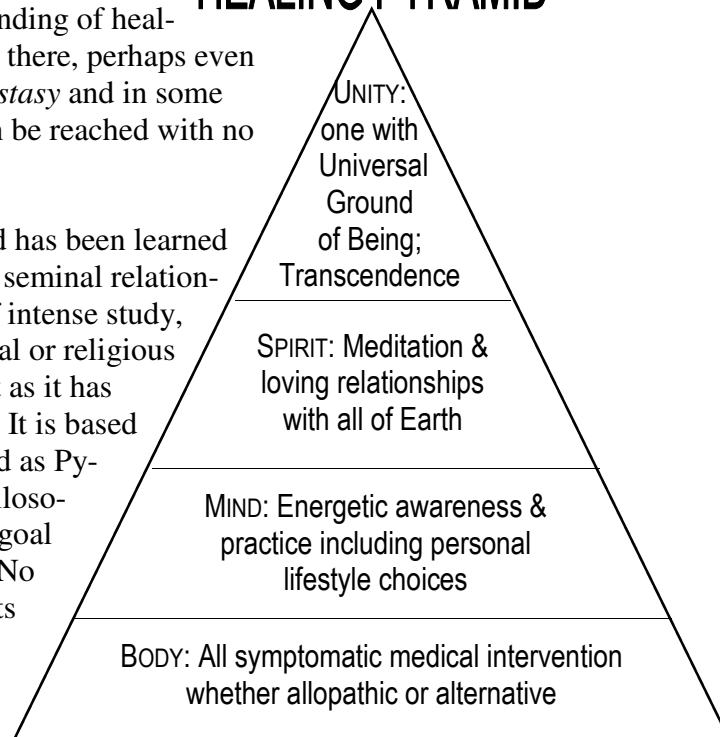 HEALING PYRAMID
nding of heal-
there, perhaps even
stasy and in some
be reached with no
d has been learned
seminal relation-
intense study,
al or religious
as it has
It is based
d as Py-
loso-
goal
No
ts
UNITY:
one with
Universal
Ground
of Being;
Transcendence
SPIRIT: Meditation &
loving relationships
with all of Earth
MIND: Energetic awareness &
practice including personal
lifestyle choices
BODY: All symptomatic medical intervention
whether allopathic or alternative